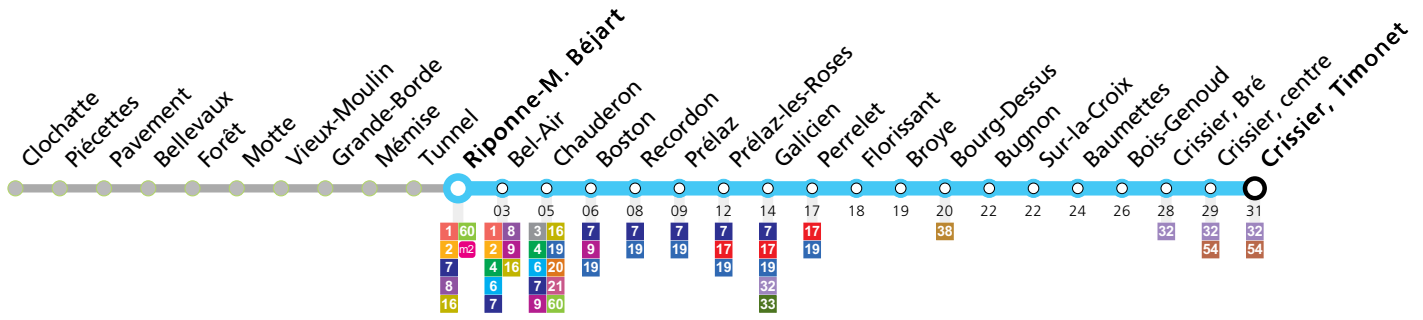 Clochatte
Piécettes
Pavement
Bellevaux
Forêt
Motte
Vieux-Moulin
Grande-Borde
Mémise
Tunnel
Riponne-M. Béjart
Bel-Air
Chauderon
Boston
Recordon
Prélaz
Prélaz-les-Roses
Galicien
Perrelet
Florissant
Broye
Bourg-Dessus
Bugnon
Sur-la-Croix
Baumettes
Bois-Genoud
Crissier, Bré
Crissier, centre
Crissier, Timonet
03 05 06 08 09 12 14 17 18 19 20 22 22 24 26 28 29 31
1 60 1 8 3 16 7 7 7 7 7 17 38 32 32 32
2 m2 2 9 4 19 9 19 19 17 17 19 54 54
7 4 16 6 20 19 19 19
8 6 7 21 32
16 7 9 60 33